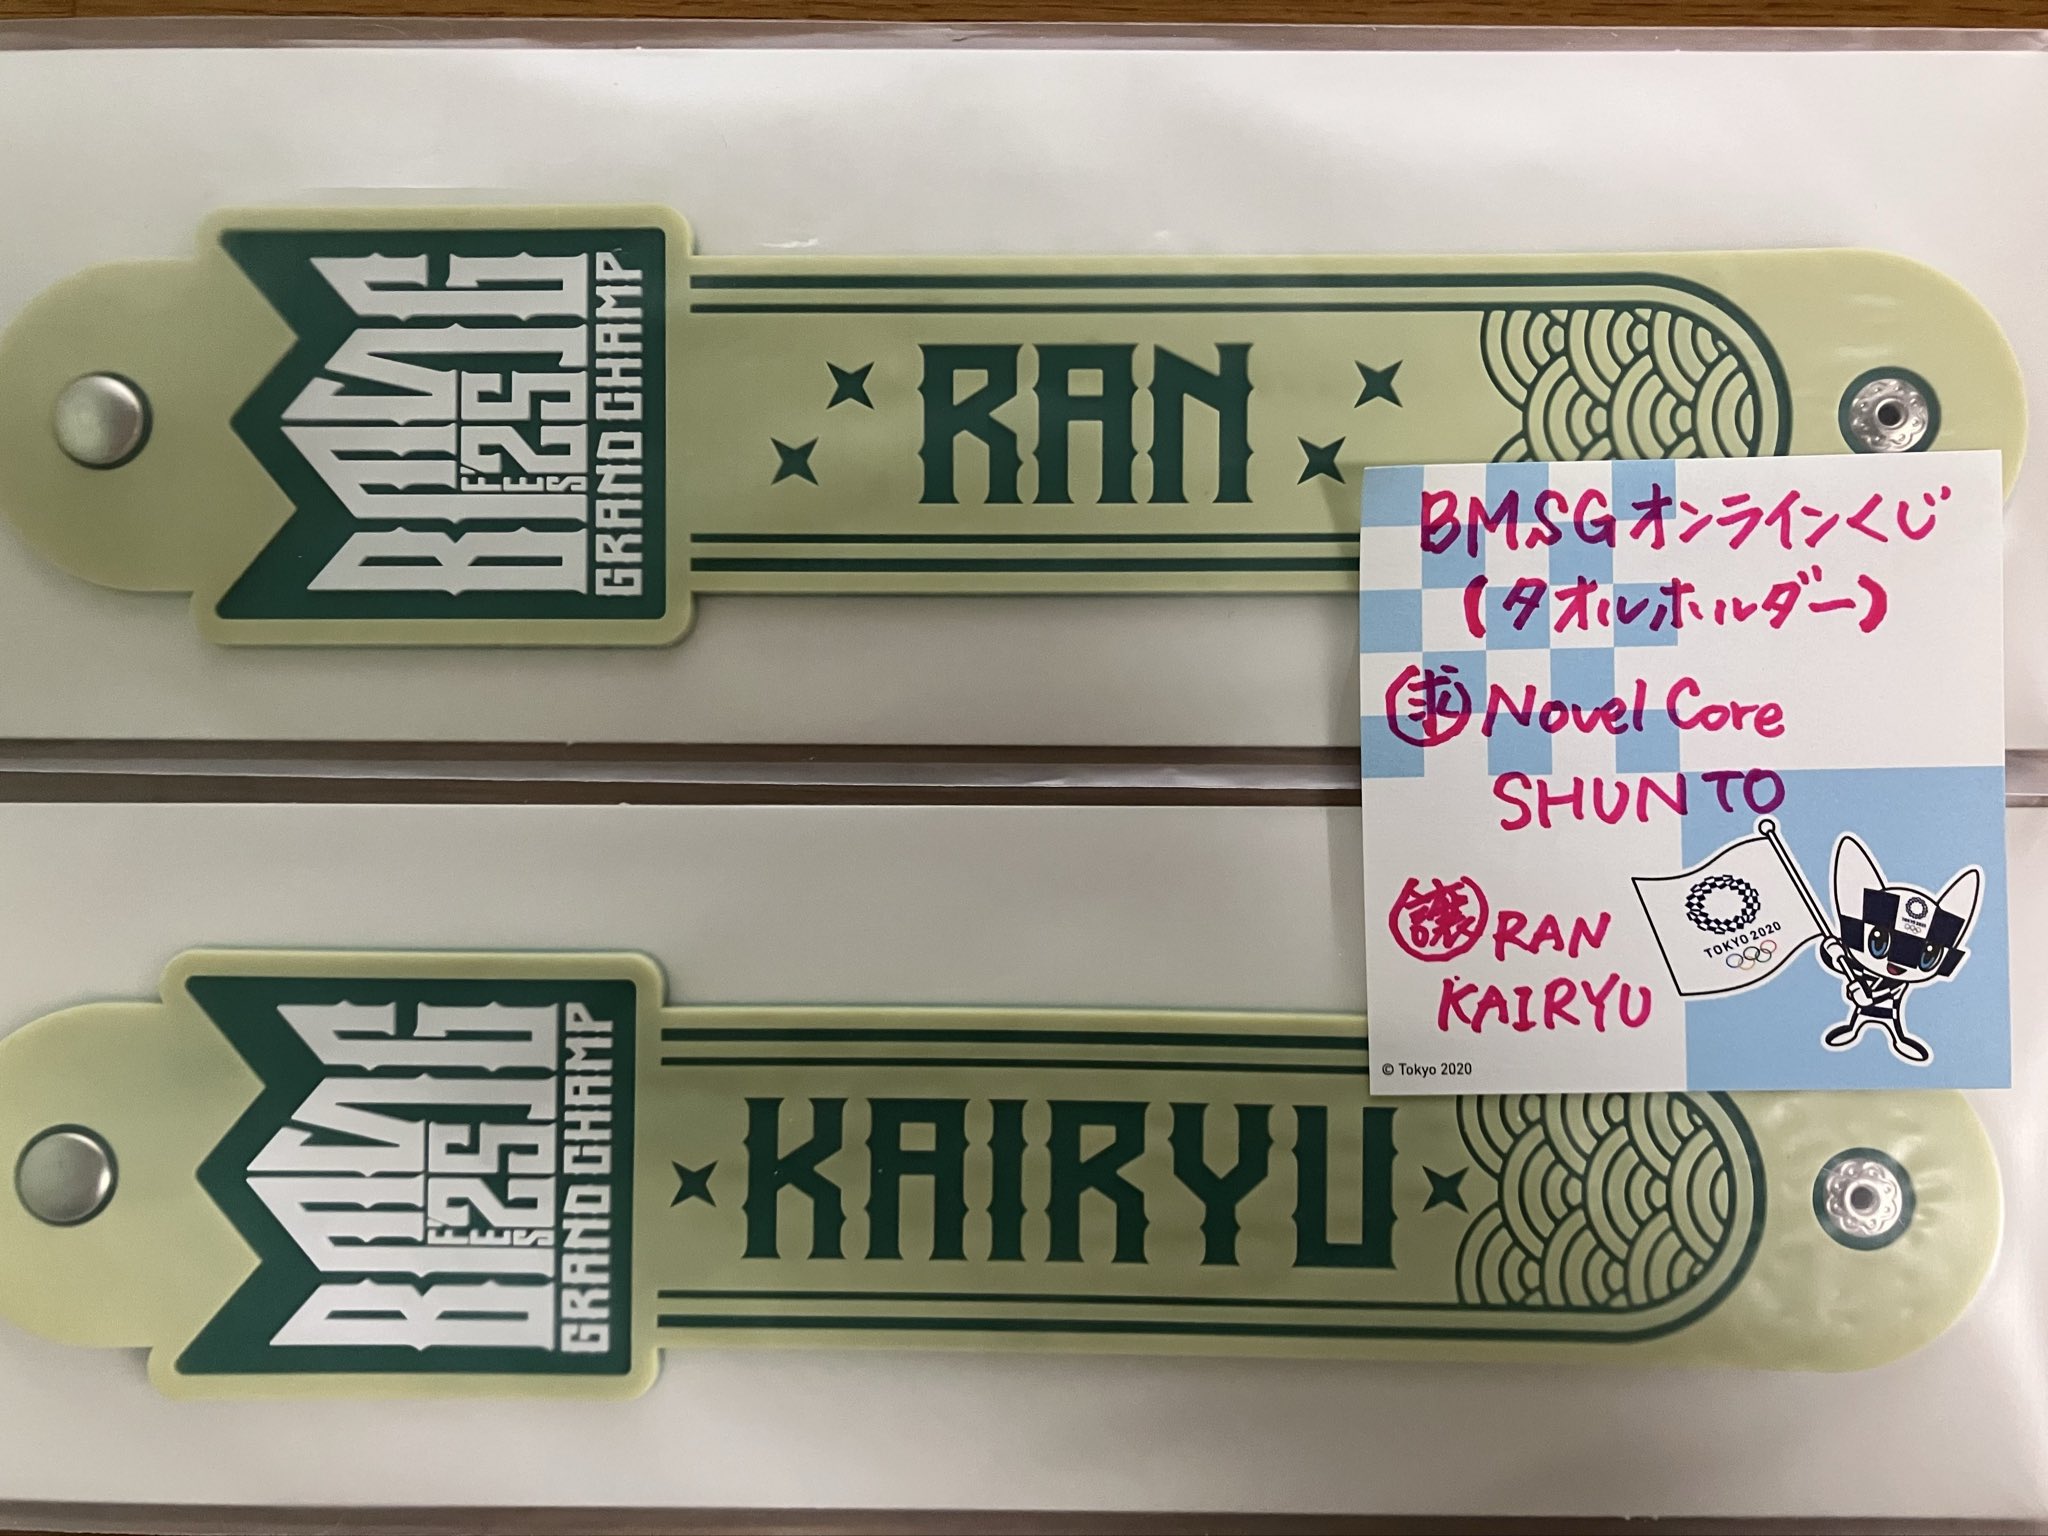 BMSG
FES'25
GRAND CHAMP
RAN
BMSG
FES'25
GRAND CHAMP
KAIRYU
BMSGオンラインくじ
(タオルホルダー)
求 Novel Core
SHUNTO
譲 RAN
KAIRYU
TOKYO 2020
TOKYO 2020
© Tokyo 2020